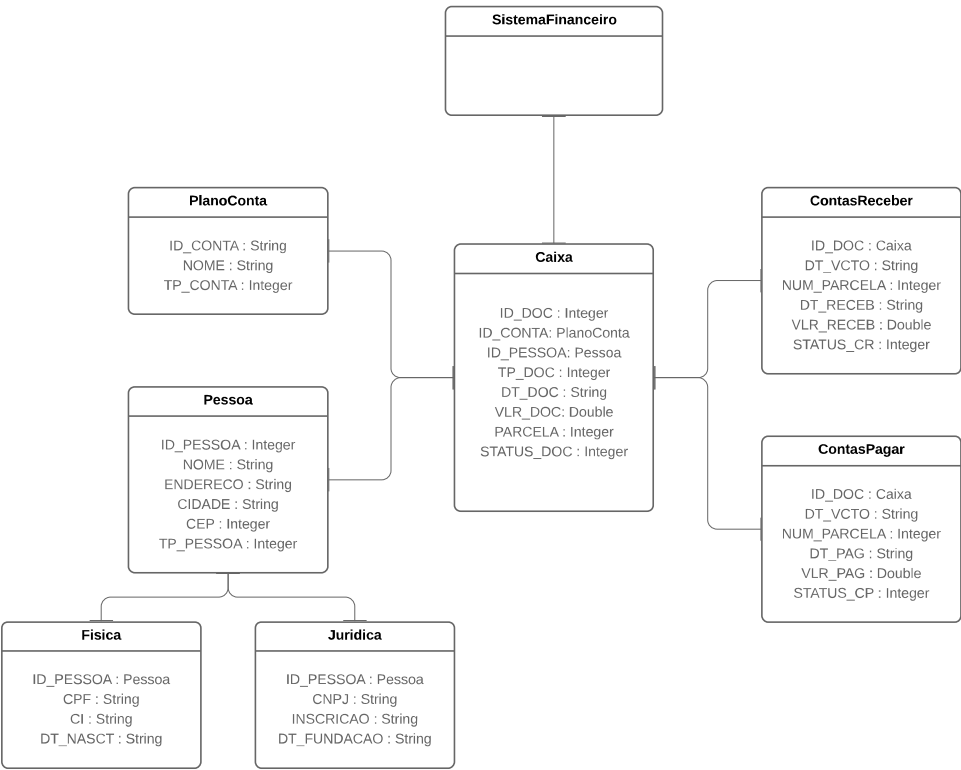 SistemaFinanceiro
PlanoConta
ID_CONTA : String
NOME : String
TP_CONTA : Integer
Caixa
ID_DOC : Integer
ID_CONTA: PlanoConta
ID_PESSOA: Pessoa
TP_DOC : Integer
DT_DOC : String
VLR_DOC: Double
PARCELA : Integer
STATUS_DOC : Integer
ContasReceber
ID_DOC : Caixa
DT_VCTO : String
NUM_PARCELA : Integer
DT_RECEB : String
VLR_RECEB : Double
STATUS_CR : Integer
Pessoa
ID_PESSOA : Integer
NOME : String
ENDERECO : String
CIDADE : String
CEP : Integer
TP_PESSOA : Integer
ContasPagar
ID_DOC : Caixa
DT_VCTO : String
NUM_PARCELA : Integer
DT_PAG : String
VLR_PAG : Double
STATUS_CP : Integer
Fisica
ID_PESSOA : Pessoa
CPF : String
CI : String
DT_NASCT : String
Juridica
ID_PESSOA : Pessoa
CNPJ : String
INSCRICAO : String
DT_FUNDACAO : String